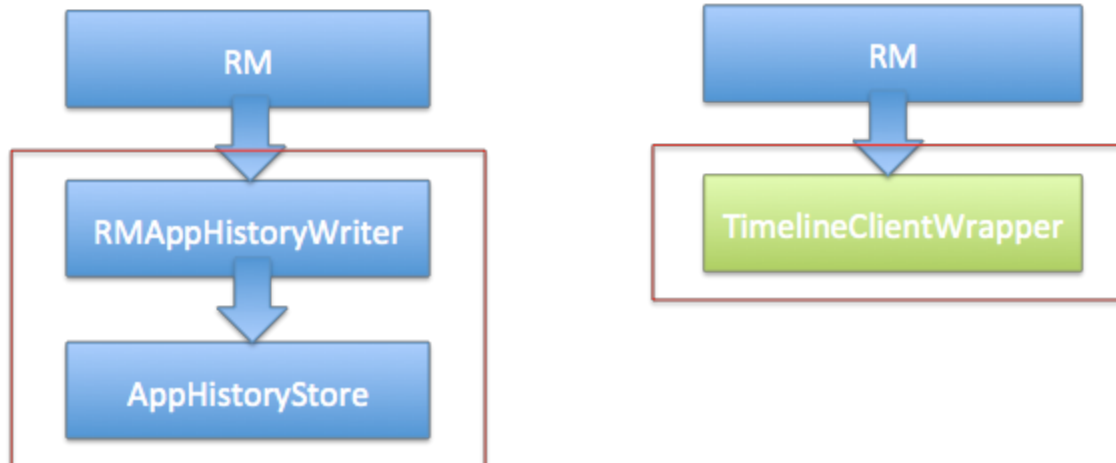 RM
RMAppHistoryWriter
AppHistoryStore
RM
TimelineClientWrapper